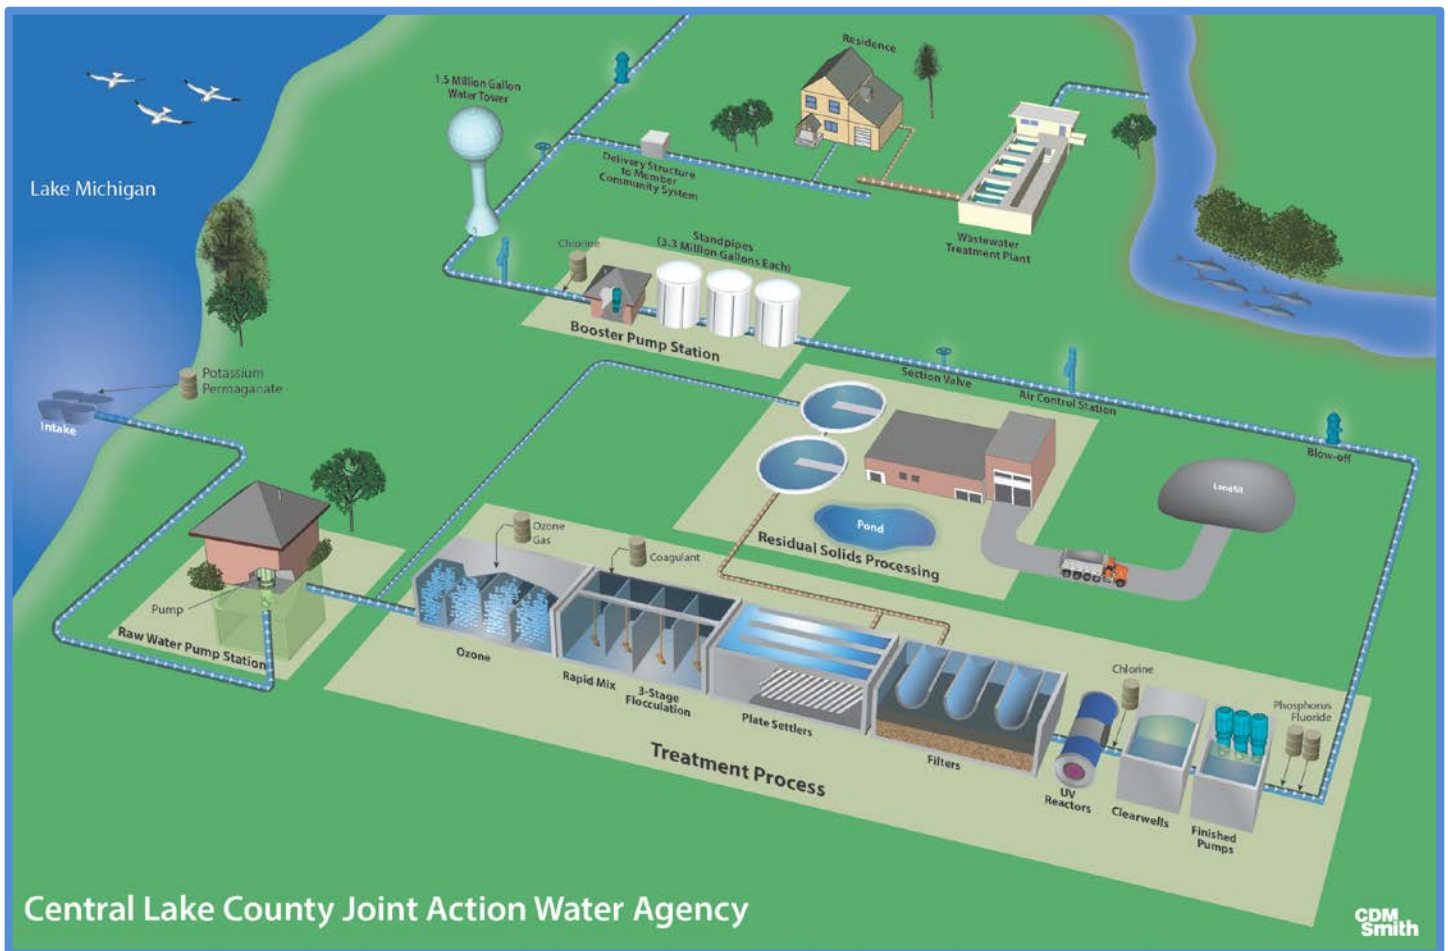 Residence
1.5 Million Gallon
Water Tower
Lake Michigan
Delivery Structure
to Member
Community System
Wastewater
Treatment Plant
Standpipes
(3.3 Million Gallons Each)
Chlorine
Booster Pump Station
Section Valve
Air Control Station
Blow-off
Potassium
Permaganate
Intake
Landfill
Pond
Residual Solids Processing
Ozone
Gas
Coagulant
Pump
Raw Water Pump Station
Ozone
Rapid Mix
3-Stage
Flocculation
Plate Settlers
Filters
Chlorine
Phosphorus
Fluoride
UV
Reactors
Clearwells
Finished
Pumps
Treatment Process
Central Lake County Joint Action Water Agency
CDM
Smith